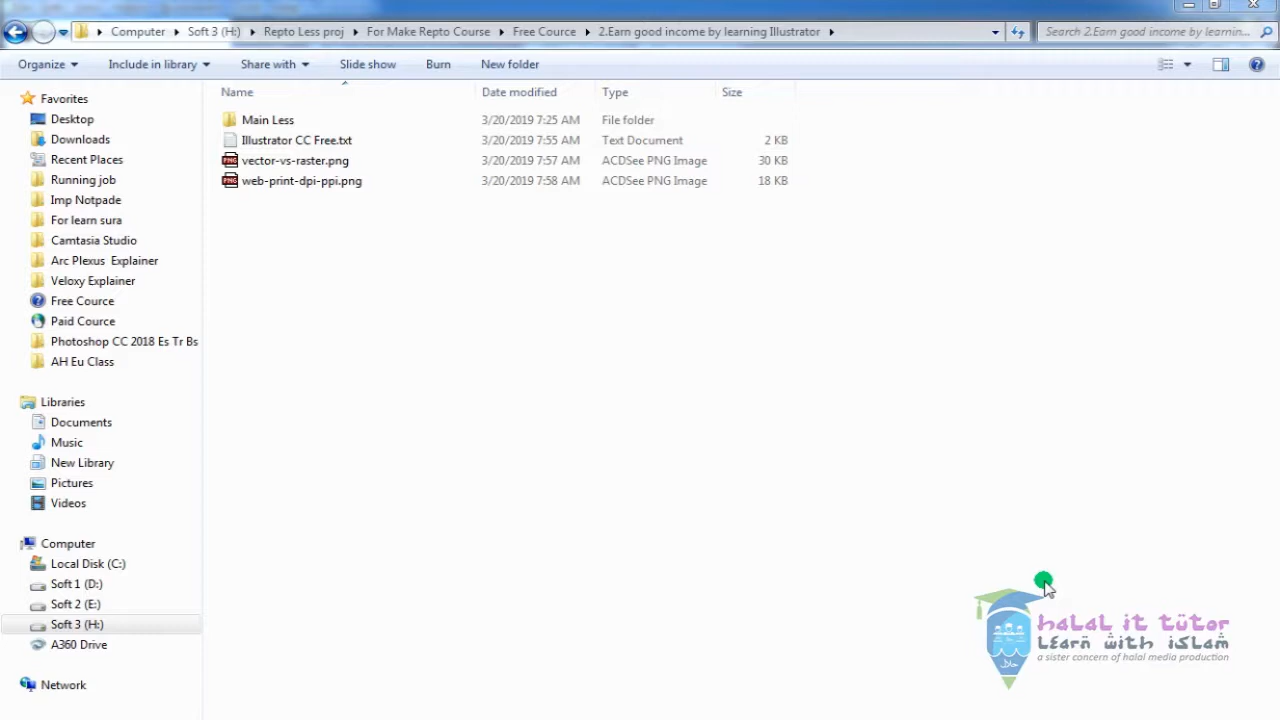 Computer Soft 3 (H:) Repto Less proj For Make Repto Course Free Cource 2.Earn good income by learning Illustrator Search 2.Earn good income by learnin...
Organize Include in library Share with Slide show Burn New folder
Name Date modified Type Size
Main Less 3/20/2019 7:25 AM File folder
Illustrator CC Free.txt 3/20/2019 7:55 AM Text Document 2 KB
vector-vs-raster.png 3/20/2019 7:57 AM ACDSee PNG Image 30 KB
web-print-dpi-ppi.png 3/20/2019 7:58 AM ACDSee PNG Image 18 KB
Favorites
Desktop
Downloads
Recent Places
Running job
Imp Notpade
For learn sura
Camtasia Studio
Arc Plexus Explainer
Veloxy Explainer
Free Cource
Paid Cource
Photoshop CC 2018 Es Tr Bs
AH Eu Class
Libraries
Documents
Music
New Library
Pictures
Videos
Computer
Local Disk (C:)
Soft 1 (D:)
Soft 2 (E:)
Soft 3 (H:)
A360 Drive
Network
halal it tutor
Learn with islam
a sister concern of halal media production
حلال